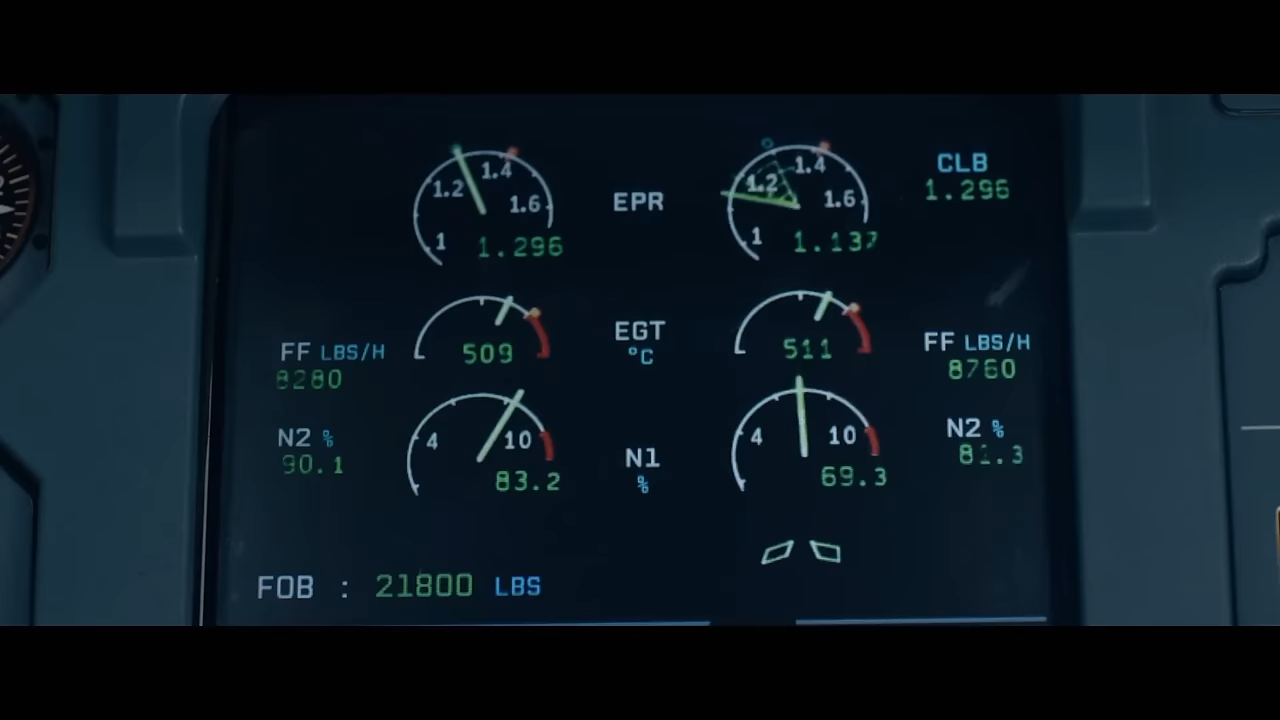 1.2 1.4 1.6 1 1.296 EPR 1.2 1.4 1.6 1 1.137 CLB 1.296
FF LBS/H 8280 509 EGT °C 511 FF LBS/H 8760
N2 % 90.1 4 10 83.2 N1 % 4 10 69.3 N2 % 81.3
FOB : 21800 LBS